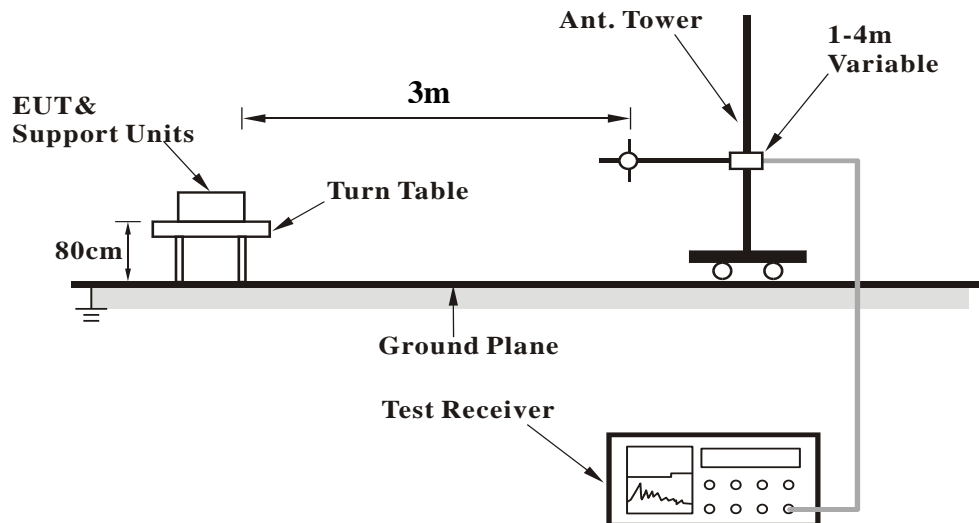 Ant. Tower
1-4m
Variable
3m
EUT&
Support Units
Turn Table
80cm
Ground Plane
Test Receiver